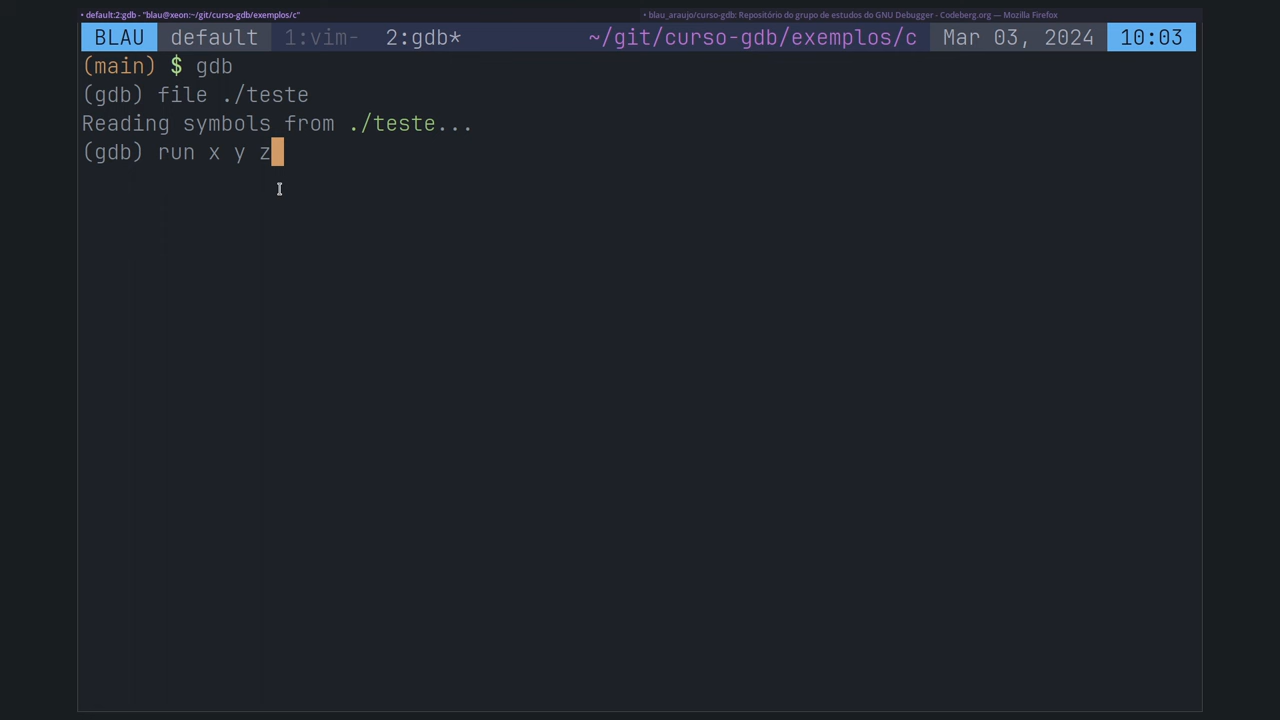 • default:2:gdb - "blau@xeon:~/git/curso-gdb/exemplos/c"
• blau_araujo/curso-gdb: Repositório do grupo de estudos do GNU Debugger - Codeberg.org — Mozilla Firefox
BLAU default 1:vim- 2:gdb* ~/git/curso-gdb/exemplos/c Mar 03, 2024 10:03
(main) $ gdb
(gdb) file ./teste
Reading symbols from ./teste...
(gdb) run x y z